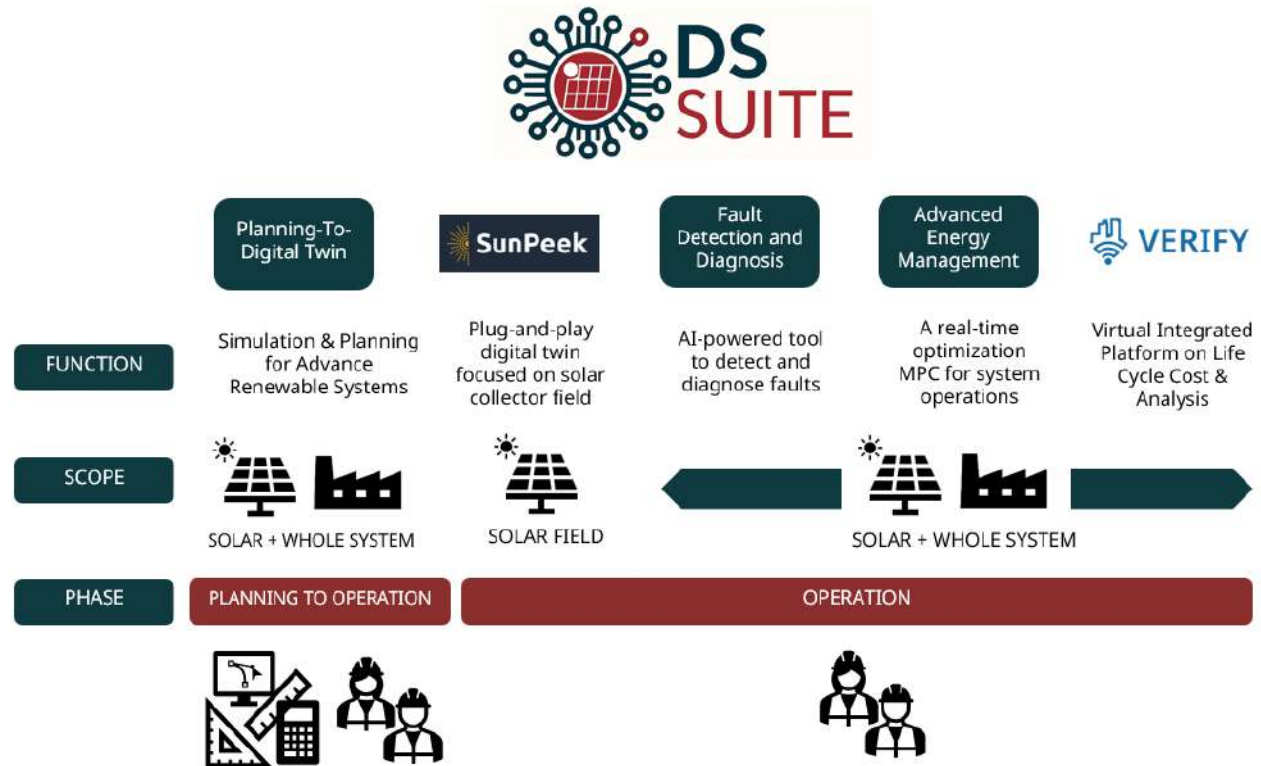 DS
SUITE
Planning-To-
Digital Twin
SunPeek
Fault
Detection and
Diagnosis
Advanced
Energy
Management
VERIFY
FUNCTION
Simulation & Planning
for Advance
Renewable Systems
Plug-and-play
digital twin
focused on solar
collector field
AI-powered tool
to detect and
diagnose faults
A real-time
optimization
MPC for system
operations
Virtual Integrated
Platform on Life
Cycle Cost &
Analysis
SCOPE
SOLAR + WHOLE SYSTEM
SOLAR FIELD
SOLAR + WHOLE SYSTEM
PHASE
PLANNING TO OPERATION
OPERATION